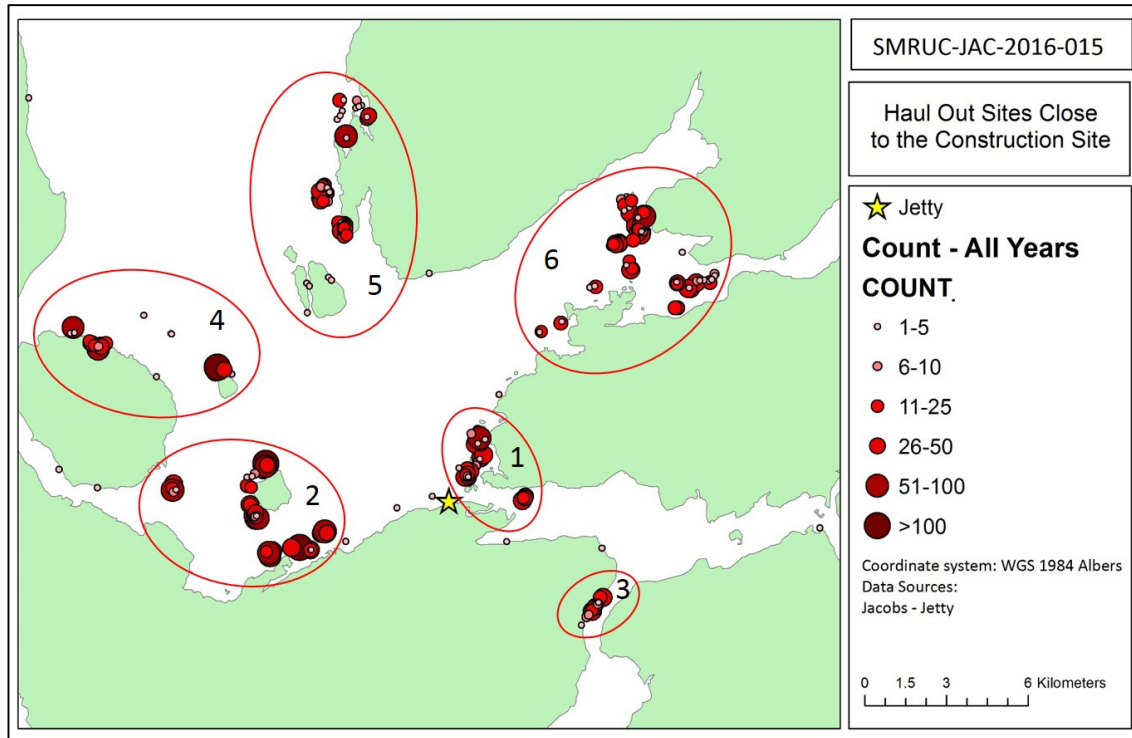 SMRUC-JAC-2016-015
Haul Out Sites Close
to the Construction Site
Jetty
Count - All Years
COUNT.
1-5
6-10
11-25
26-50
51-100
>100
Coordinate system: WGS 1984 Albers
Data Sources:
Jacobs - Jetty
0 1.5 3 6 Kilometers
5
6
4
1
2
3